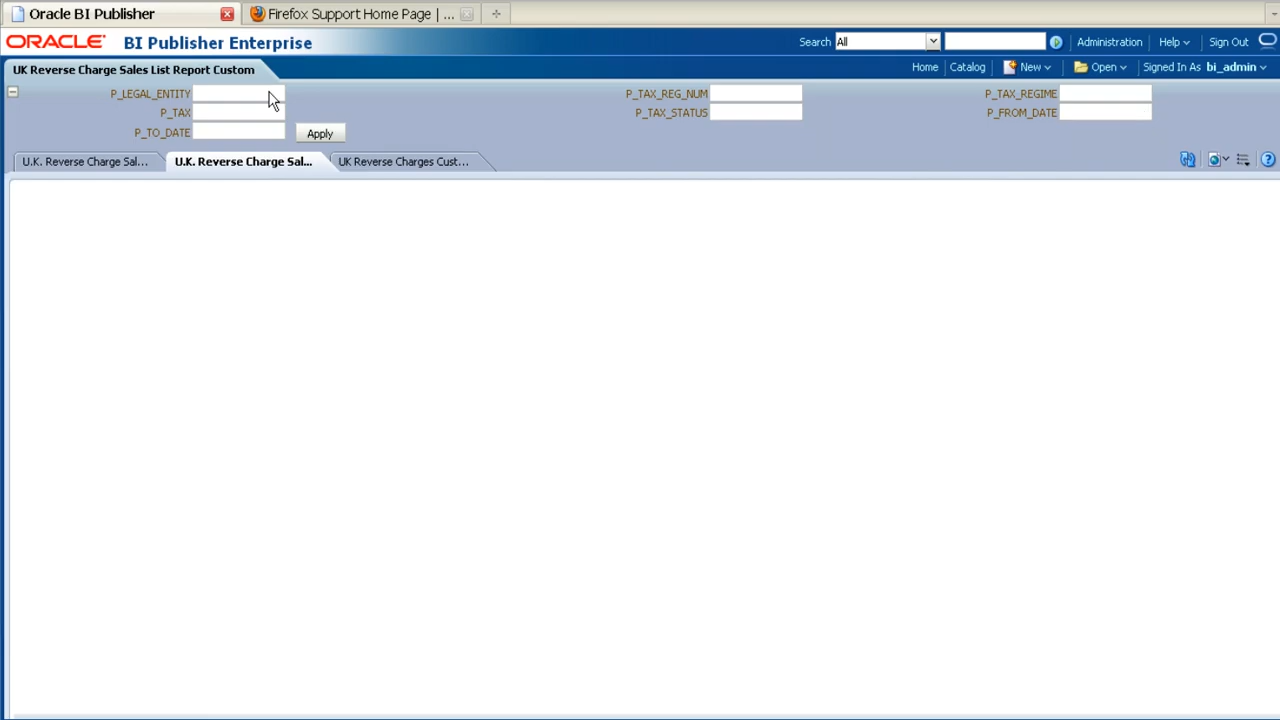 Oracle BI Publisher
Firefox Support Home Page | ...
ORACLE BI Publisher Enterprise
Search All
Administration Help Sign Out
UK Reverse Charge Sales List Report Custom
Home Catalog New Open Signed In As bi_admin
P_LEGAL_ENTITY P_TAX_REG_NUM P_TAX_REGIME
P_TAX P_TAX_STATUS P_FROM_DATE
P_TO_DATE Apply
U.K. Reverse Charge Sal... U.K. Reverse Charge Sal... UK Reverse Charges Cust...